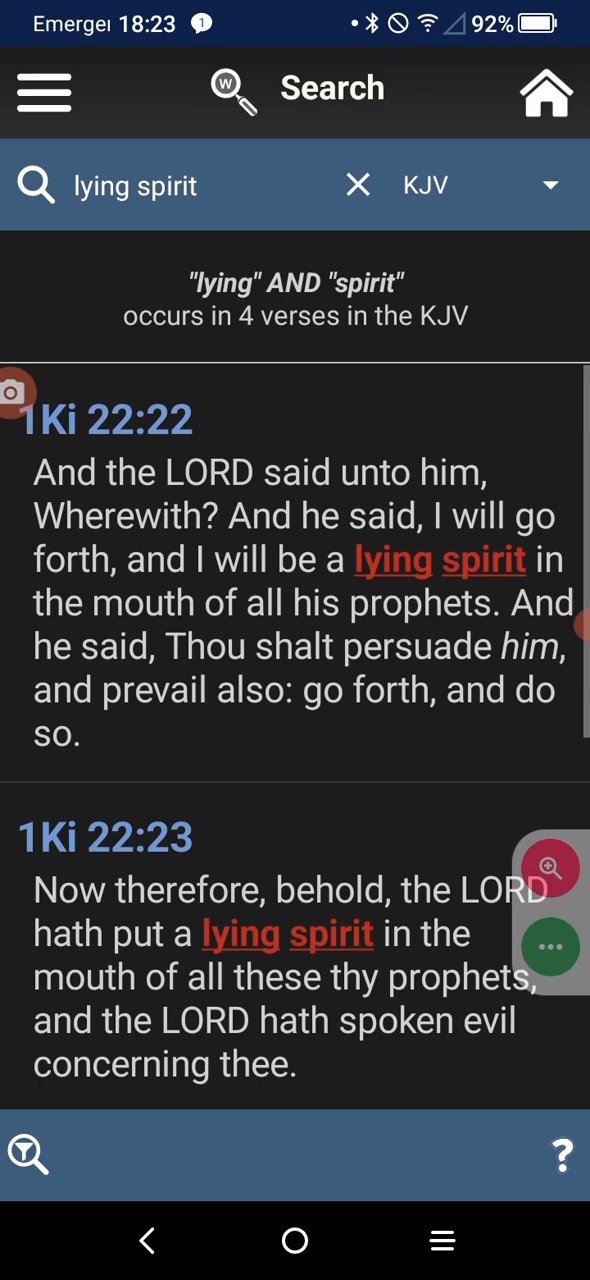 Emerger 18:23 1 92%
W Search
lying spirit KJV
"lying" AND "spirit"
occurs in 4 verses in the KJV
1Ki 22:22
And the LORD said unto him,
Wherewith? And he said, I will go
forth, and I will be a lying spirit in
the mouth of all his prophets. And
he said, Thou shalt persuade him,
and prevail also: go forth, and do
so.
1Ki 22:23
Now therefore, behold, the LORD
hath put a lying spirit in the
mouth of all these thy prophets,
and the LORD hath spoken evil
concerning thee.
?